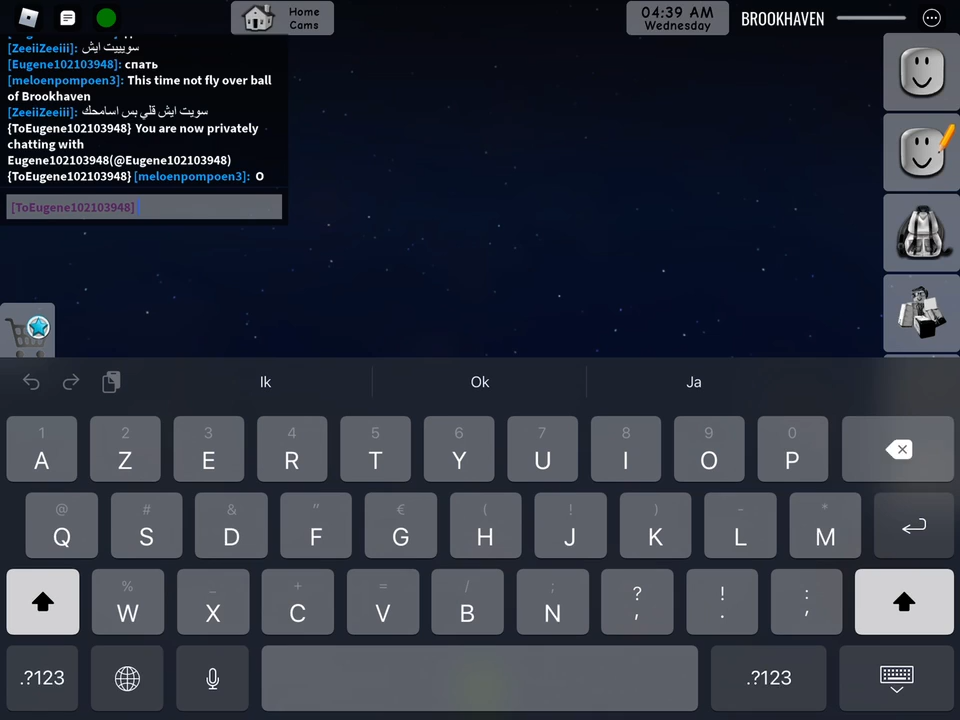 Home
Cams
04:39 AM
Wednesday
BROOKHAVEN
[ZeeiiZeeiii]: سويييت ايش
[Eugene102103948]: спать
[meloenpompoen3]: This time not fly over ball
of Brookhaven
[ZeeiiZeeiii]: سويت ايش قلي بس اسامحك
{ToEugene102103948} You are now privately
chatting with
Eugene102103948(@Eugene102103948)
{ToEugene102103948} [meloenpompoen3]: O
[ToEugene102103948]
Ik Ok Ja
1 2 3 4 5 6 7 8 9 0
A Z E R T Y U I O P
@ # & " € ( ! ) - *
Q S D F G H J K L M
% _ + = / ; ? ! :
W X C V B N , . '
.?123 .?123